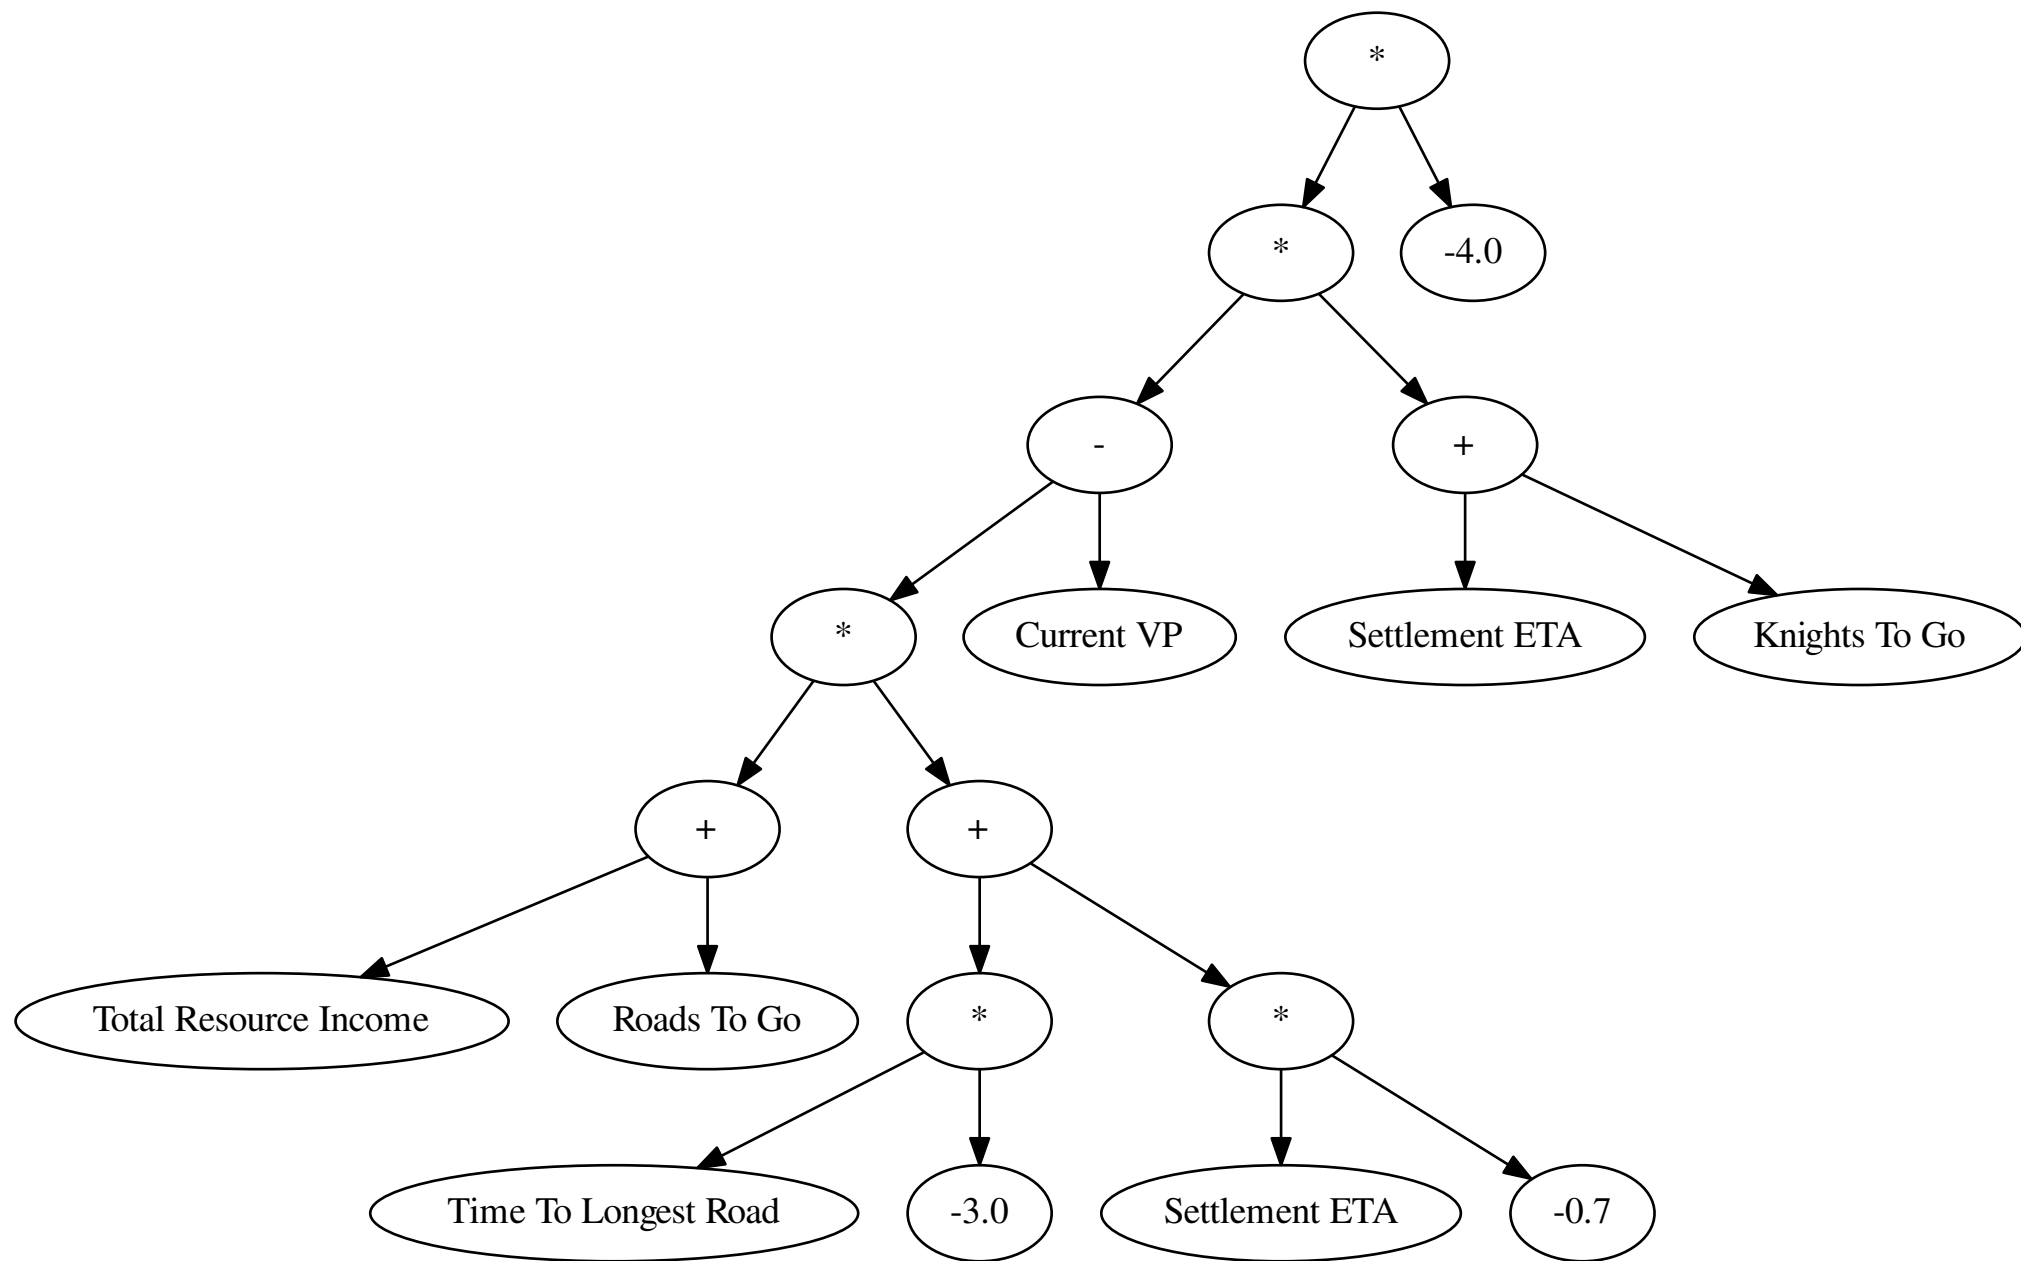 *
*
-4.0
-
+
*
Current VP
Settlement ETA
Knights To Go
+
+
Total Resource Income
Roads To Go
*
*
Time To Longest Road
-3.0
Settlement ETA
-0.7